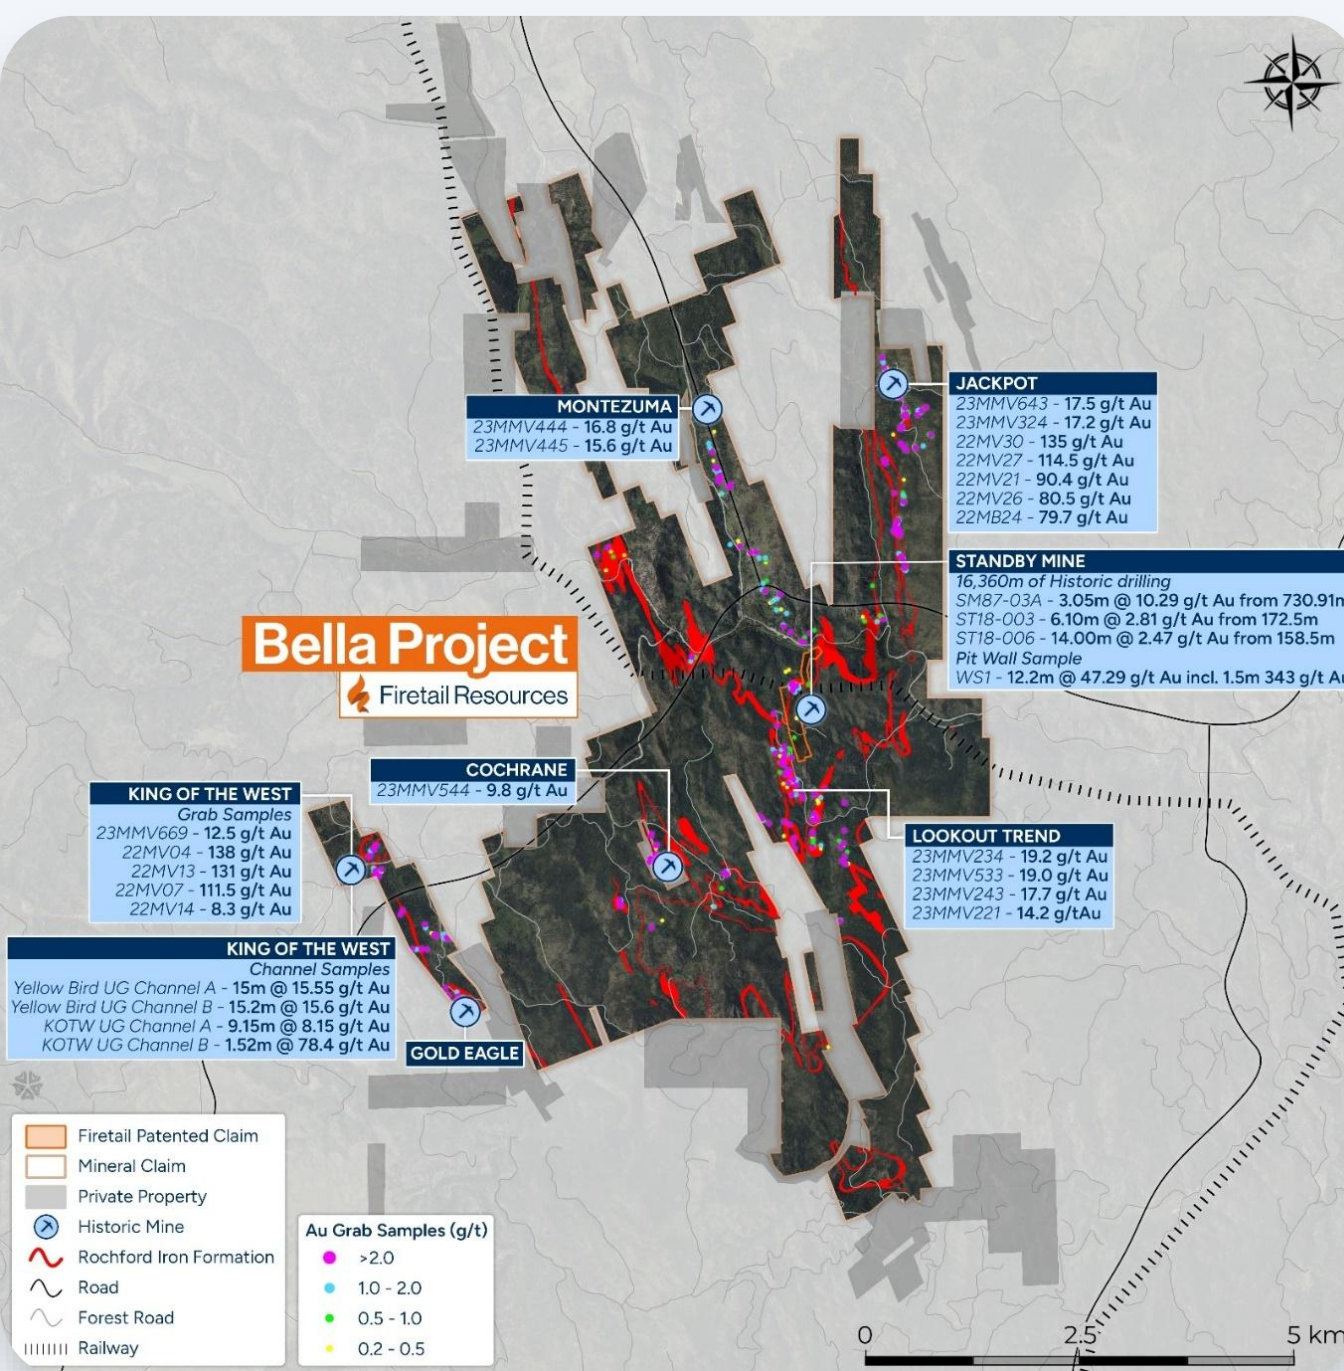 MONTEZUMA
23MMV444 - 16.8 g/t Au
23MMV445 - 15.6 g/t Au
JACKPOT
23MMV643 - 17.5 g/t Au
23MMV324 - 17.2 g/t Au
22MV30 - 135 g/t Au
22MV27 - 114.5 g/t Au
22MV21 - 90.4 g/t Au
22MV26 - 80.5 g/t Au
22MB24 - 79.7 g/t Au
STANDBY MINE
16,360m of Historic drilling
SM87-03A - 3.05m @ 10.29 g/t Au from 730.91m
ST18-003 - 6.10m @ 2.81 g/t Au from 172.5m
ST18-006 - 14.00m @ 2.47 g/t Au from 158.5m
Pit Wall Sample
WS1 - 12.2m @ 47.29 g/t Au incl. 1.5m 343 g/t Au
Bella Project
Firetail Resources
COCHRANE
23MMV544 - 9.8 g/t Au
KING OF THE WEST
Grab Samples
23MMV669 - 12.5 g/t Au
22MV04 - 138 g/t Au
22MV13 - 131 g/t Au
22MV07 - 111.5 g/t Au
22MV14 - 8.3 g/t Au
LOOKOUT TREND
23MMV234 - 19.2 g/t Au
23MMV533 - 19.0 g/t Au
23MMV243 - 17.7 g/t Au
23MMV221 - 14.2 g/tAu
KING OF THE WEST
Channel Samples
Yellow Bird UG Channel A - 15m @ 15.55 g/t Au
Yellow Bird UG Channel B - 15.2m @ 15.6 g/t Au
KOTW UG Channel A - 9.15m @ 8.15 g/t Au
KOTW UG Channel B - 1.52m @ 78.4 g/t Au
GOLD EAGLE
Firetail Patented Claim
Mineral Claim
Private Property
Historic Mine
Rochford Iron Formation
Road
Forest Road
Railway
Au Grab Samples (g/t)
>2.0
1.0 - 2.0
0.5 - 1.0
0.2 - 0.5
0 2.5 5 km